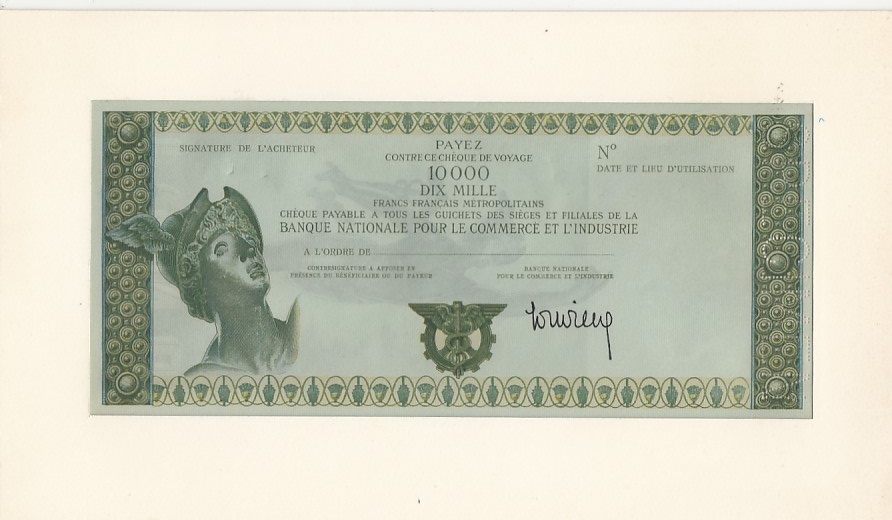 SIGNATURE DE L'ACHETEUR
PAYEZ
CONTRE CE CHÈQUE DE VOYAGE
10 000
DIX MILLE
FRANCS FRANÇAIS MÉTROPOLITAINS
CHÈQUE PAYABLE A TOUS LES GUICHETS DES SIÈGES ET FILIALES DE LA
BANQUE NATIONALE POUR LE COMMERCE ET L'INDUSTRIE
No
DATE ET LIEU D'UTILISATION
A L'ORDRE DE
CONTRESIGNATURE A APPOSER EN
PRÉSENCE DU BÉNÉFICIAIRE OU DU PAYEUR
BANQUE NATIONALE
POUR LE COMMERCE ET L'INDUSTRIE